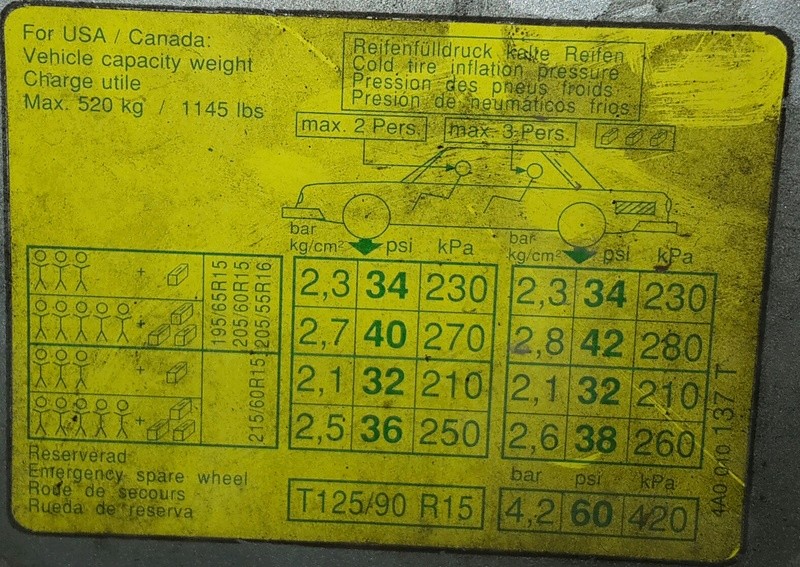 For USA / Canada:
Vehicle capacity weight
Charge utile
Max. 520 kg / 1145 lbs
Reifenfülldruck kalte Reifen
Cold tire inflation pressure
Pression des pneus froids
Presión de neumáticos frios
max. 2 Pers. max. 3 Pers.
bar psi kPa bar psi kPa
kg/cm² kg/cm²
+ 195/65R15 205/60R15 205/55R16 2,3 34 230 2,3 34 230
+ 2,7 40 270 2,8 42 280
+ 215/60R15 2,1 32 210 2,1 32 210
+ 2,5 36 250 2,6 38 260
Reserverad
Emergency spare wheel
Rode de secours
Rueda de reserva
bar psi kPa
T125/90 R15 4,2 60 420
4A0 010 137 T